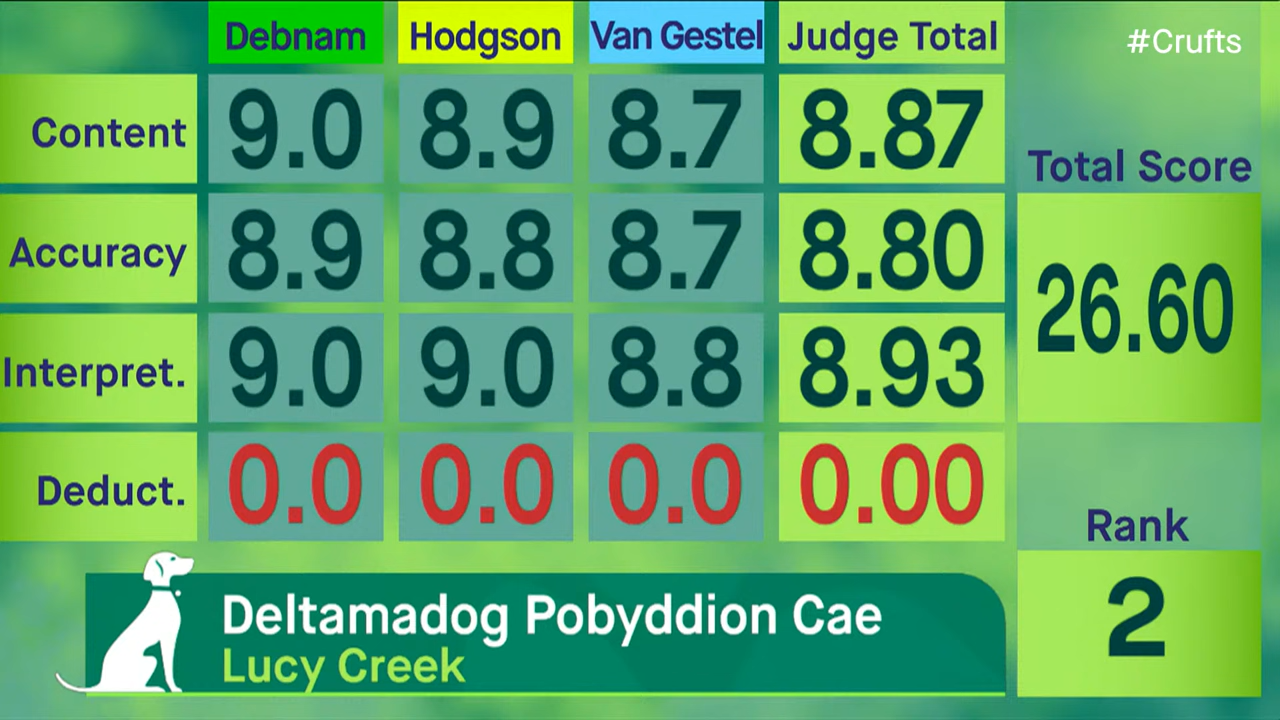 Debnam Hodgson Van Gestel Judge Total
#Crufts
Content 9.0 8.9 8.7 8.87
Total Score
Accuracy 8.9 8.8 8.7 8.80
26.60
Interpret. 9.0 9.0 8.8 8.93
Deduct. 0.0 0.0 0.0 0.00
Rank
2
Deltamadog Pobyddion Cae
Lucy Creek